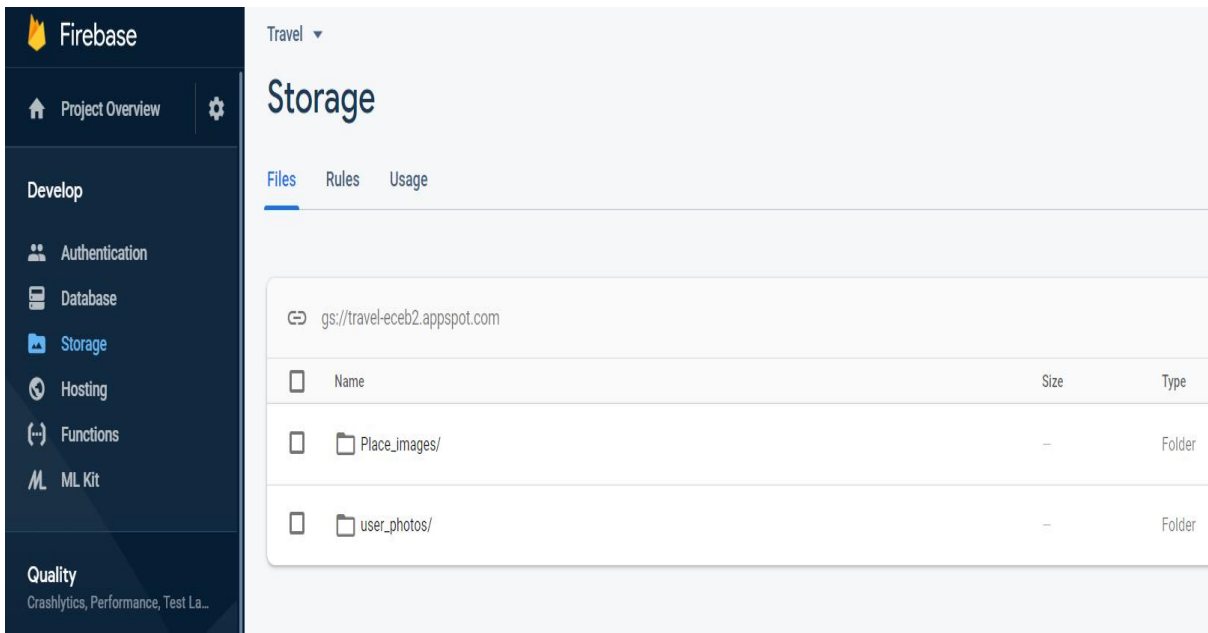 Firebase
Project Overview
Develop
Authentication
Database
Storage
Hosting
Functions
ML Kit
Quality
Crashlytics, Performance, Test La...
Travel
Storage
Files Rules Usage
gs://travel-eceb2.appspot.com
Name Size Type
Place_images/ – Folder
user_photos/ – Folder